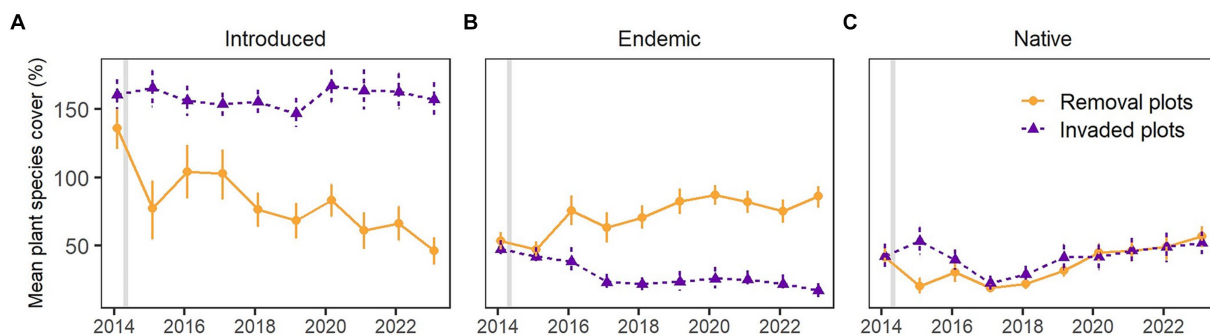 A
B
C
Introduced
Endemic
Native
Mean plant species cover (%)
150
100
50
Removal plots
Invaded plots
2014 2016 2018 2020 2022
2014 2016 2018 2020 2022
2014 2016 2018 2020 2022